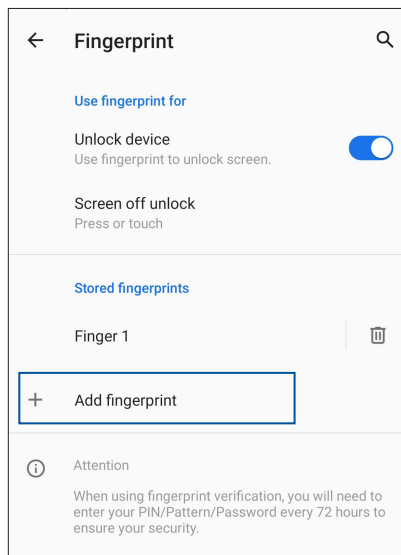 Fingerprint
Use fingerprint for
Unlock device
Use fingerprint to unlock screen.
Screen off unlock
Press or touch
Stored fingerprints
Finger 1
Add fingerprint
Attention
When using fingerprint verification, you will need to
enter your PIN/Pattern/Password every 72 hours to
ensure your security.